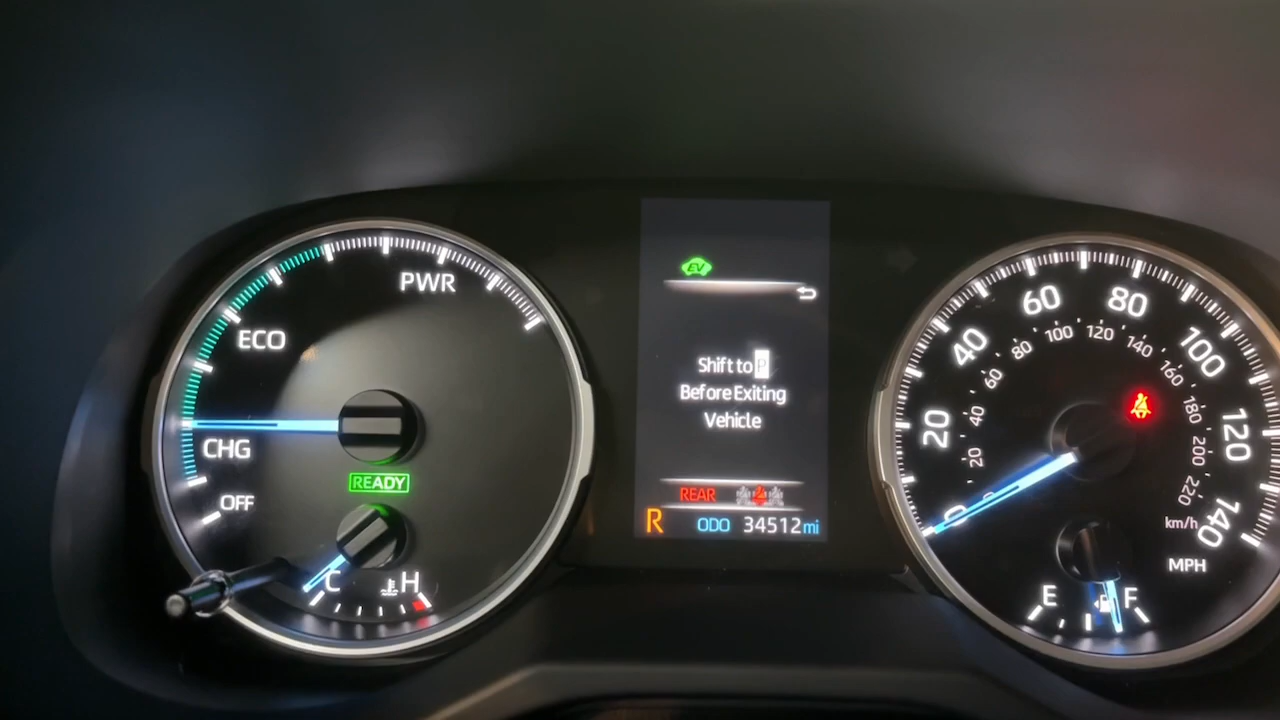 PWR
ECO
CHG
OFF
READY
C
H
EV
Shift to P
Before Exiting
Vehicle
REAR
R ODO 34512 mi
0
20
40
60
80
100
120
140
20
40
60
80
100
120
140
160
180
200
220
km/h
MPH
E
F